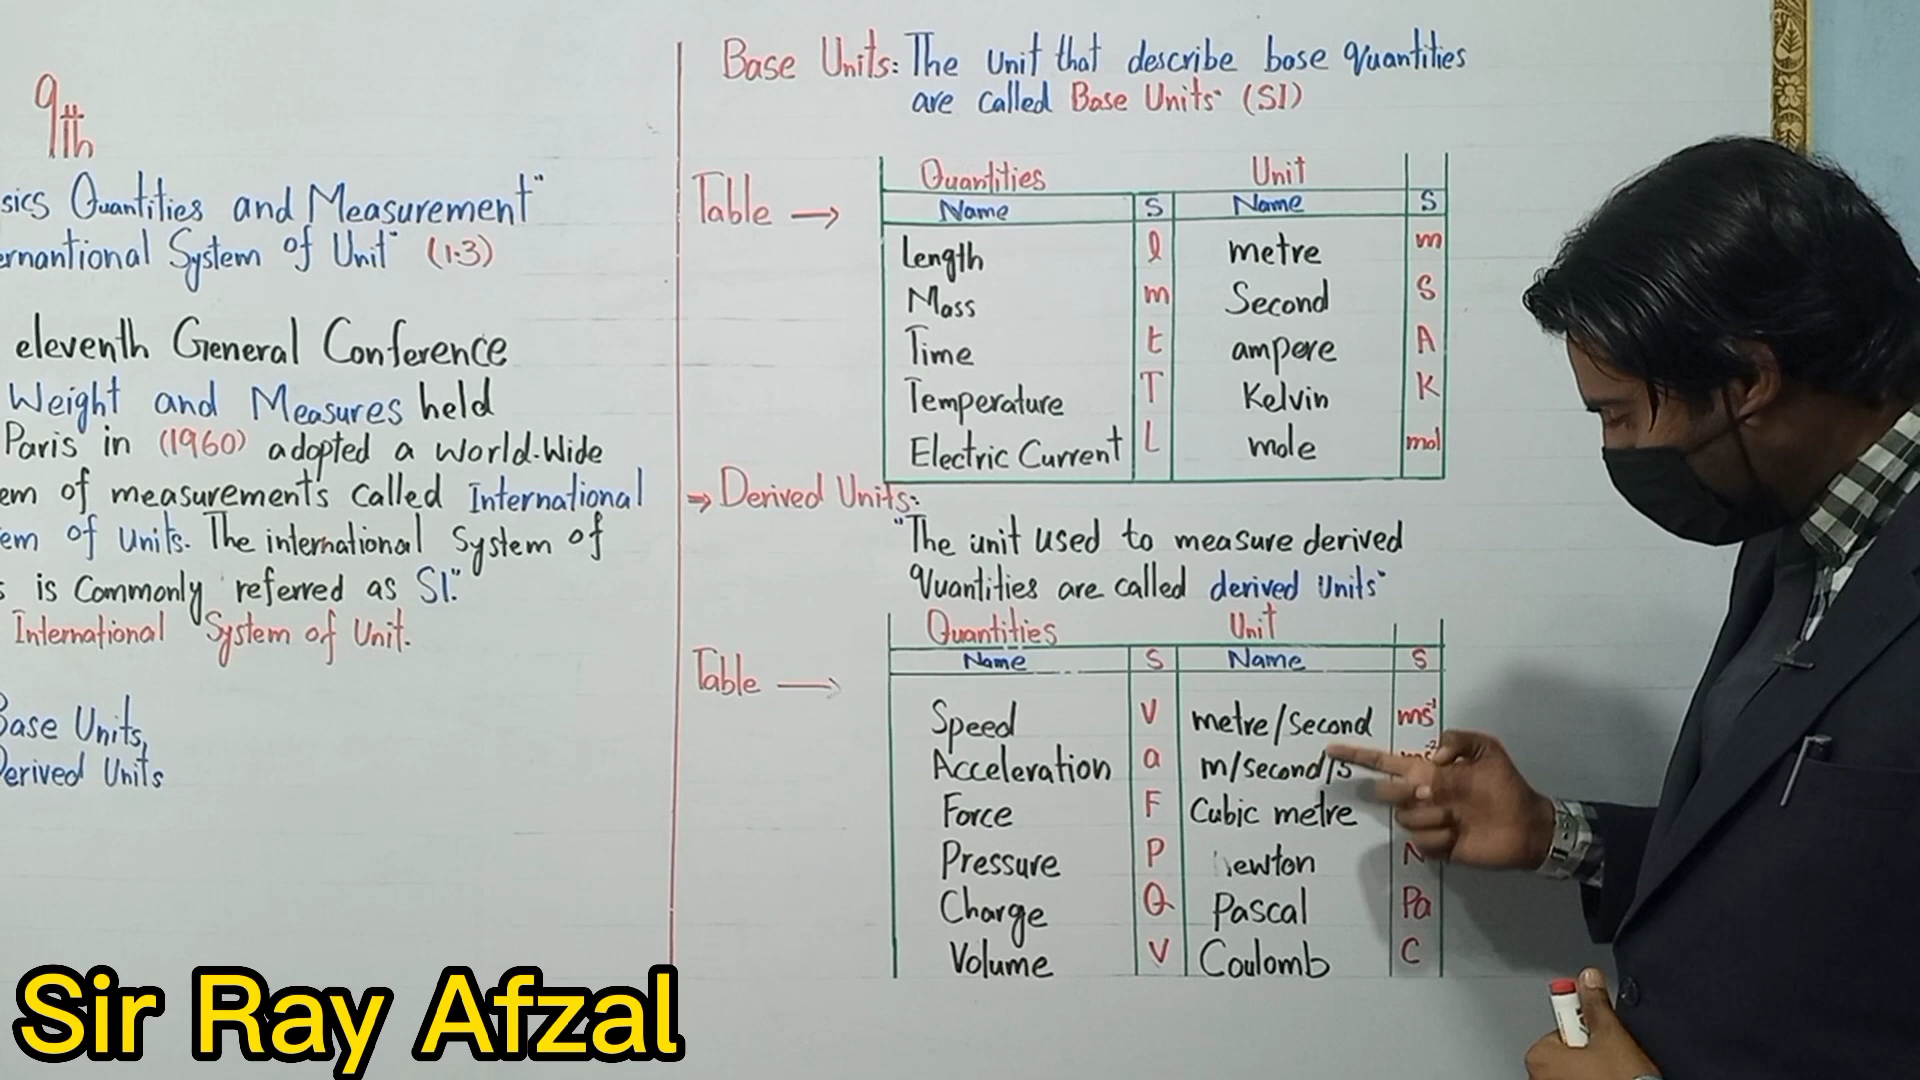 9th
sics Quantities and Measurement"
ernantional System of Unit" (1.3)
eleventh General Conference
Weight and Measures held
Paris in (1960) adopted a World-Wide
em of measurements called International
em of Units. The international System of
s is Commonly referred as SI."
International System of Unit.
Base Units,
Derived Units
Base Units: The unit that describe base quantities
are called Base Units" (SI)
Table →
Quantities Unit
Name S Name S
Length l metre m
Mass m Second S
Time t ampere A
Temperature T Kelvin K
Electric Current L mole mol
→ Derived Units:
"The unit used to measure derived
Quantities are called derived Units"
Table →
Quantities Unit
Name S Name S
Speed V metre/second ms⁻¹
Acceleration a m/second/s ms⁻²
Force F Cubic metre
Pressure P newton N
Charge Q Pascal Pa
Volume V Coulomb C
Sir Ray Afzal